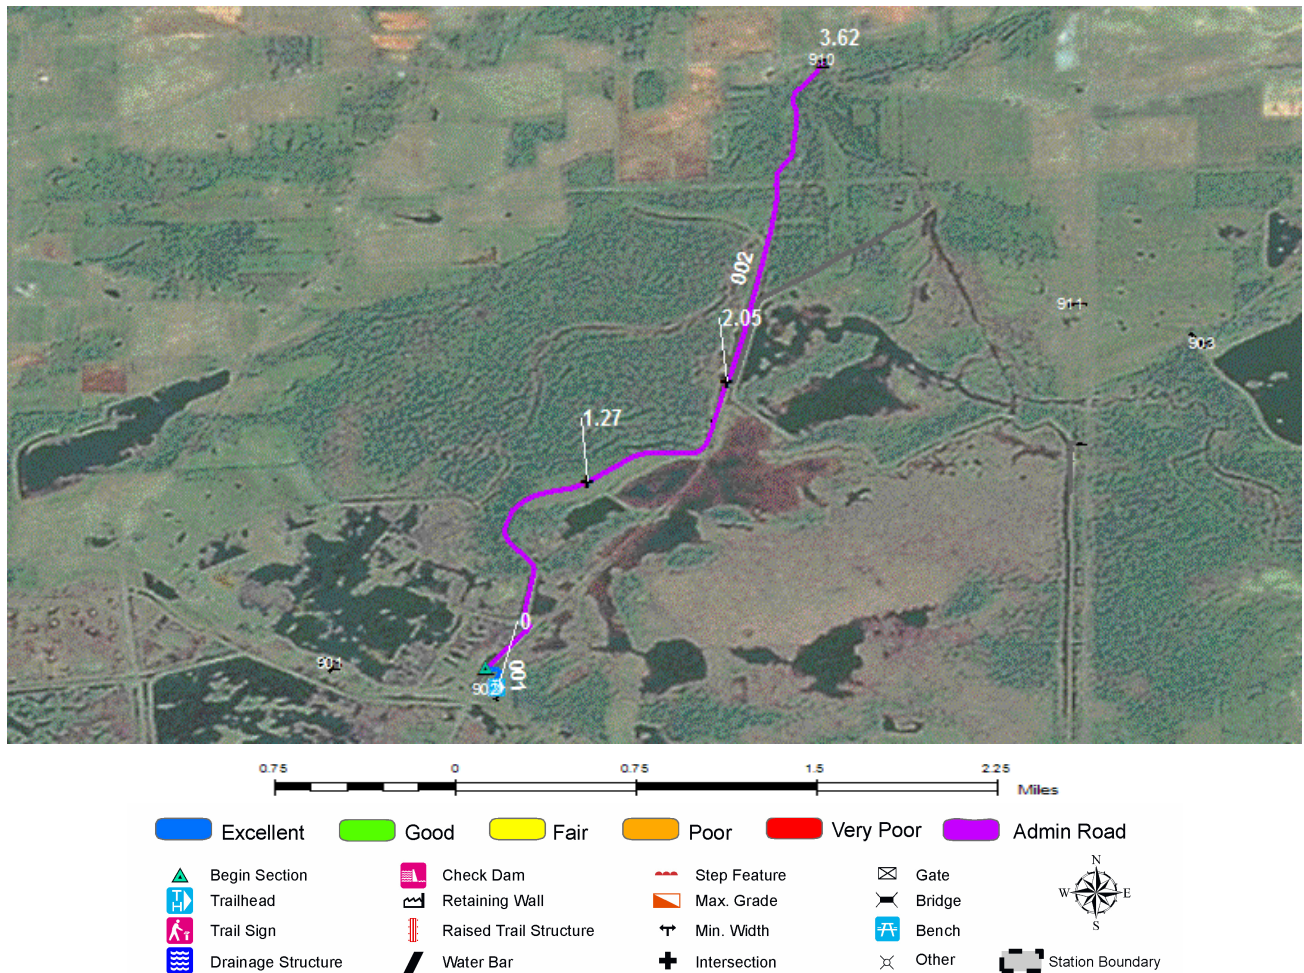 3.62
910
002
2.05
911
903
1.27
0
901
001
902
0.75 0 0.75 1.5 2.25
Miles
Excellent Good Fair Poor Very Poor Admin Road
Begin Section Check Dam Step Feature Gate
N
Trailhead Retaining Wall Max. Grade Bridge
W E
TH
Trail Sign Raised Trail Structure Min. Width Bench
S
Drainage Structure Water Bar Intersection Other Station Boundary